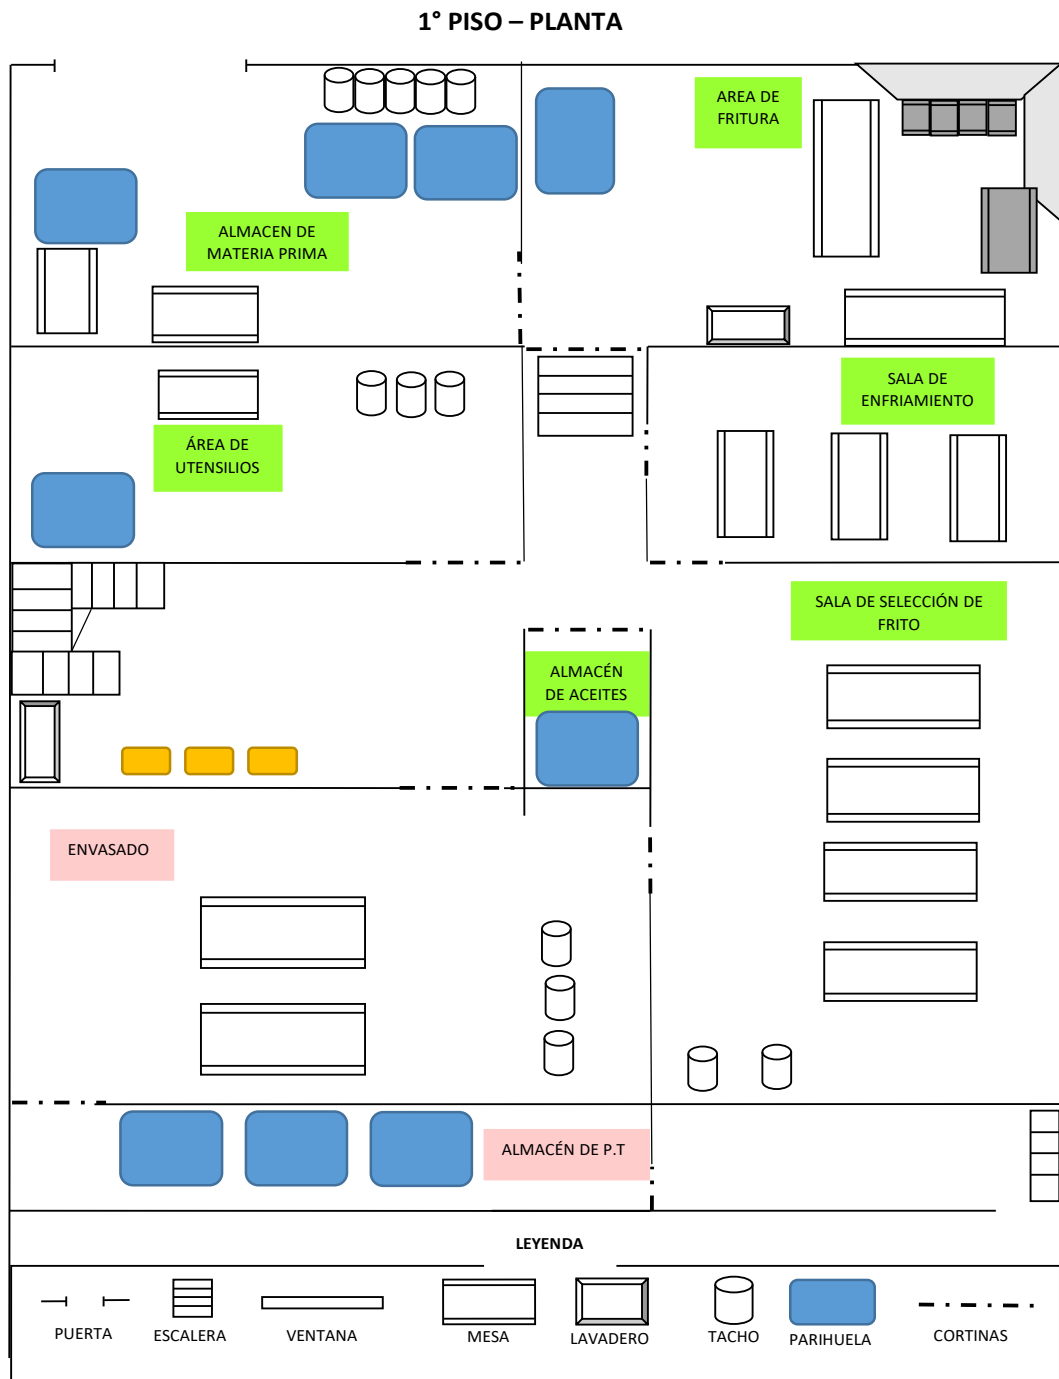 1° PISO – PLANTA
AREA DE
FRITURA
ALMACEN DE
MATERIA PRIMA
SALA DE
ENFRIAMIENTO
ÁREA DE
UTENSILIOS
SALA DE SELECCIÓN DE
FRITO
ALMACÉN
DE ACEITES
ENVASADO
ALMACÉN DE P.T
LEYENDA
PUERTA
ESCALERA
VENTANA
MESA
LAVADERO
TACHO
PARIHUELA
CORTINAS